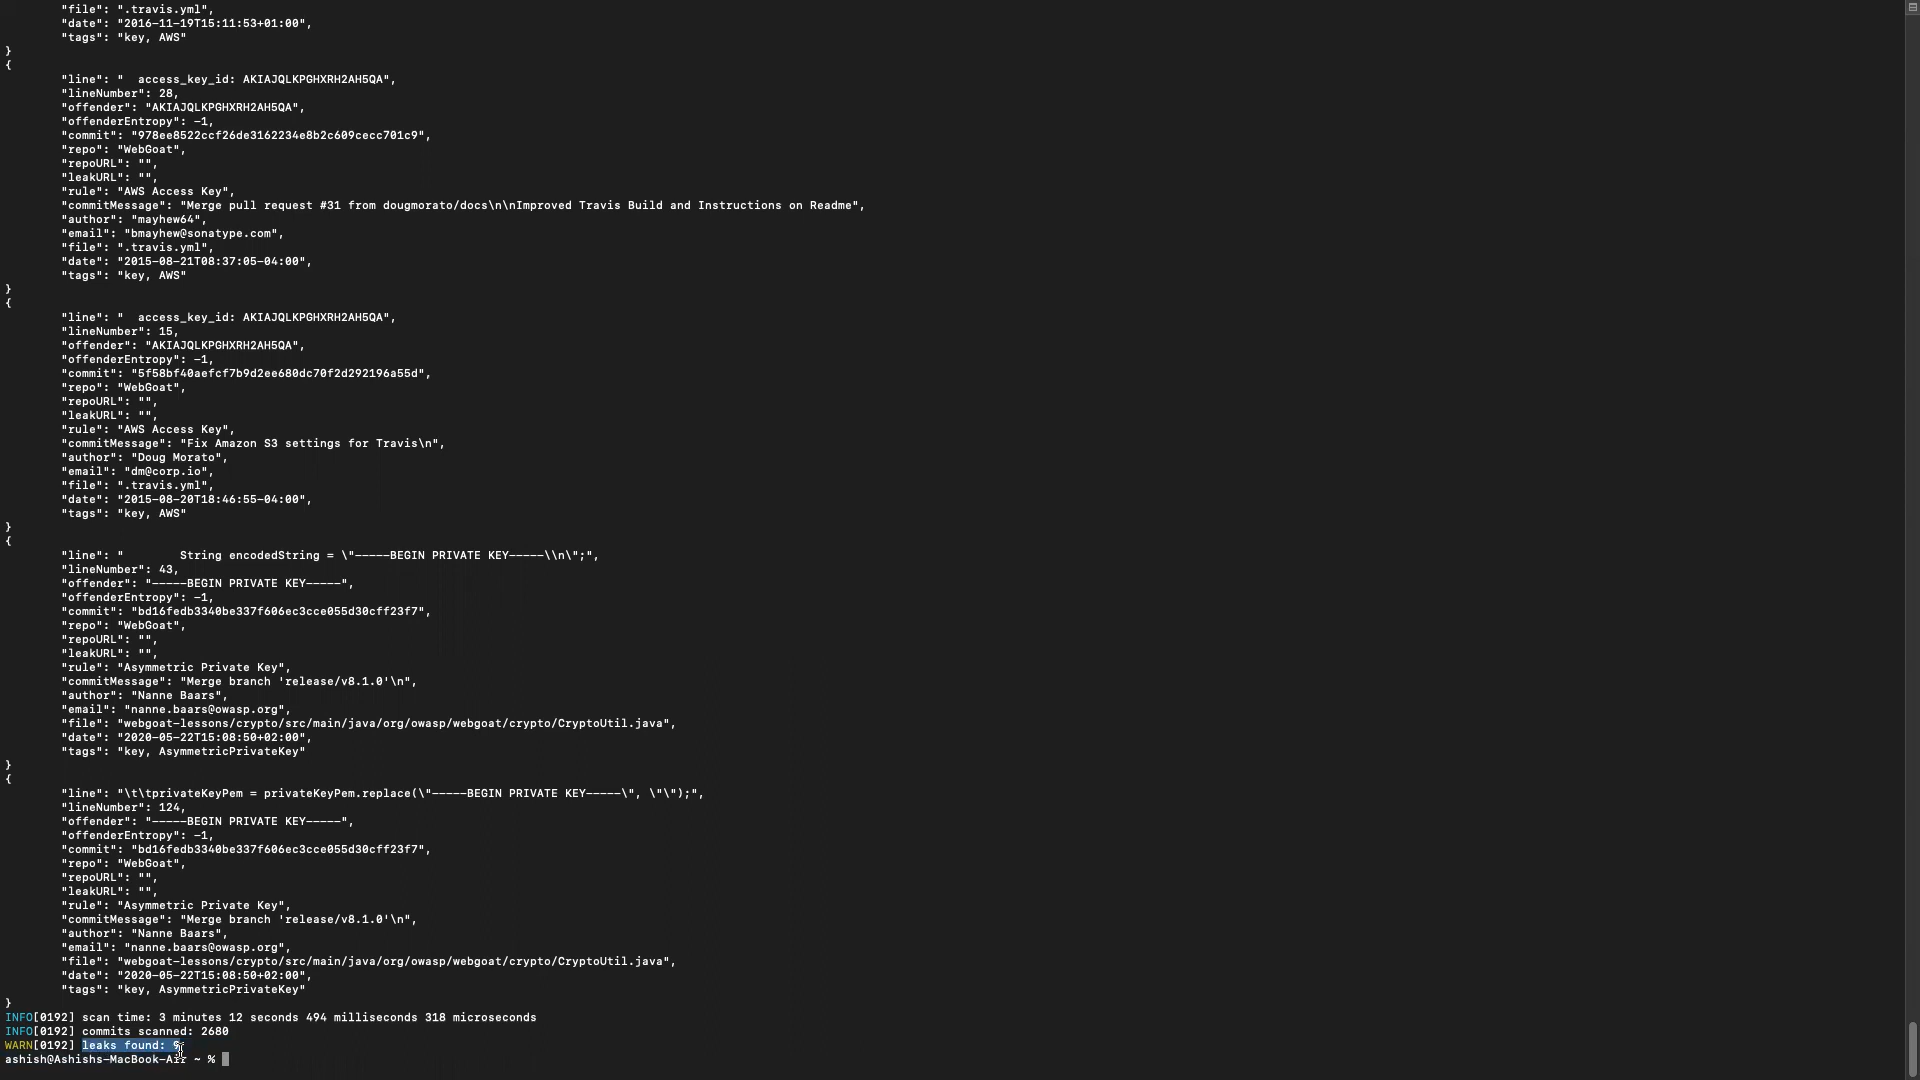 "file": ".travis.yml",
"date": "2016-11-19T15:11:53+01:00",
"tags": "key, AWS"
}
{
"line": "  access_key_id: AKIAJQLKPGHXRH2AH5QA",
"lineNumber": 28,
"offender": "AKIAJQLKPGHXRH2AH5QA",
"offenderEntropy": -1,
"commit": "978ee8522ccf26de3162234e8b2c609cecc701c9",
"repo": "WebGoat",
"repoURL": "",
"leakURL": "",
"rule": "AWS Access Key",
"commitMessage": "Merge pull request #31 from dougmorato/docs\n\nImproved Travis Build and Instructions on Readme",
"author": "mayhew64",
"email": "bmayhew@sonatype.com",
"file": ".travis.yml",
"date": "2015-08-21T08:37:05-04:00",
"tags": "key, AWS"
}
{
"line": "  access_key_id: AKIAJQLKPGHXRH2AH5QA",
"lineNumber": 15,
"offender": "AKIAJQLKPGHXRH2AH5QA",
"offenderEntropy": -1,
"commit": "5f58bf40aefcf7b9d2ee680dc70f2d292196a55d",
"repo": "WebGoat",
"repoURL": "",
"leakURL": "",
"rule": "AWS Access Key",
"commitMessage": "Fix Amazon S3 settings for Travis\n",
"author": "Doug Morato",
"email": "dm@corp.io",
"file": ".travis.yml",
"date": "2015-08-20T18:46:55-04:00",
"tags": "key, AWS"
}
{
"line": "        String encodedString = \"-----BEGIN PRIVATE KEY-----\\n\";",
"lineNumber": 43,
"offender": "-----BEGIN PRIVATE KEY-----",
"offenderEntropy": -1,
"commit": "bd16fedb3340be337f606ec3cce055d30cff23f7",
"repo": "WebGoat",
"repoURL": "",
"leakURL": "",
"rule": "Asymmetric Private Key",
"commitMessage": "Merge branch 'release/v8.1.0'\n",
"author": "Nanne Baars",
"email": "nanne.baars@owasp.org",
"file": "webgoat-lessons/crypto/src/main/java/org/owasp/webgoat/crypto/CryptoUtil.java",
"date": "2020-05-22T15:08:50+02:00",
"tags": "key, AsymmetricPrivateKey"
}
{
"line": "\t\tprivateKeyPem = privateKeyPem.replace(\"-----BEGIN PRIVATE KEY-----\", \"\");",
"lineNumber": 124,
"offender": "-----BEGIN PRIVATE KEY-----",
"offenderEntropy": -1,
"commit": "bd16fedb3340be337f606ec3cce055d30cff23f7",
"repo": "WebGoat",
"repoURL": "",
"leakURL": "",
"rule": "Asymmetric Private Key",
"commitMessage": "Merge branch 'release/v8.1.0'\n",
"author": "Nanne Baars",
"email": "nanne.baars@owasp.org",
"file": "webgoat-lessons/crypto/src/main/java/org/owasp/webgoat/crypto/CryptoUtil.java",
"date": "2020-05-22T15:08:50+02:00",
"tags": "key, AsymmetricPrivateKey"
}
INFO[0192] scan time: 3 minutes 12 seconds 494 milliseconds 318 microseconds
INFO[0192] commits scanned: 2680
WARN[0192] leaks found: 9
ashish@Ashishs-MacBook-Air ~ %